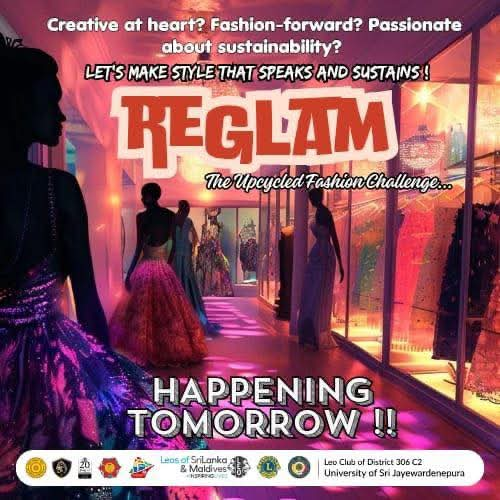 Creative at heart? Fashion-forward? Passionate
about sustainability?
LET'S MAKE STYLE THAT SPEAKS AND SUSTAINS !
REGLAM
The Upcycled Fashion Challenge...
HAPPENING
TOMORROW !!
Leos of SriLanka
& Maldives
Leo Club of District 306 C2
University of Sri Jayewardenepura